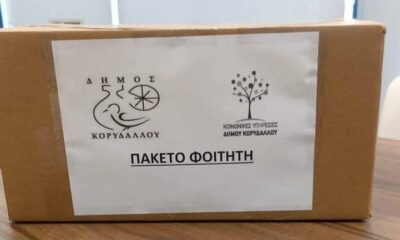 ΔΗΜΟΣ
ΚΟΡΥΔΑΛΛΟΥ
ΚΟΙΝΩΝΙΚΕΣ ΥΠΗΡΕΣΙΕΣ
ΔΗΜΟΥ ΚΟΡΥΔΑΛΛΟΥ
ΠΑΚΕΤΟ ΦΟΙΤΗΤΗ